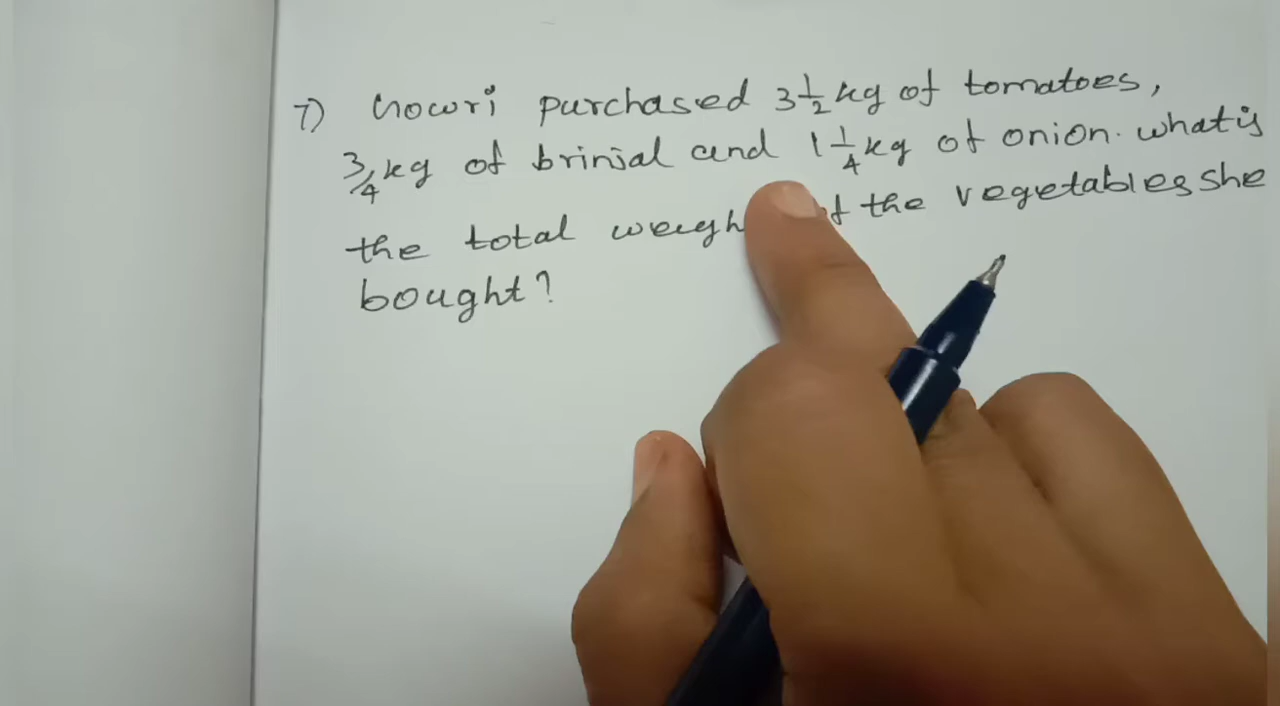 7) Gowri purchased 3 1/2 kg of tomatoes,
3/4 kg of brinjal and 1 1/4 kg of onion. what is
the total weigh of the vegetables she
bought?